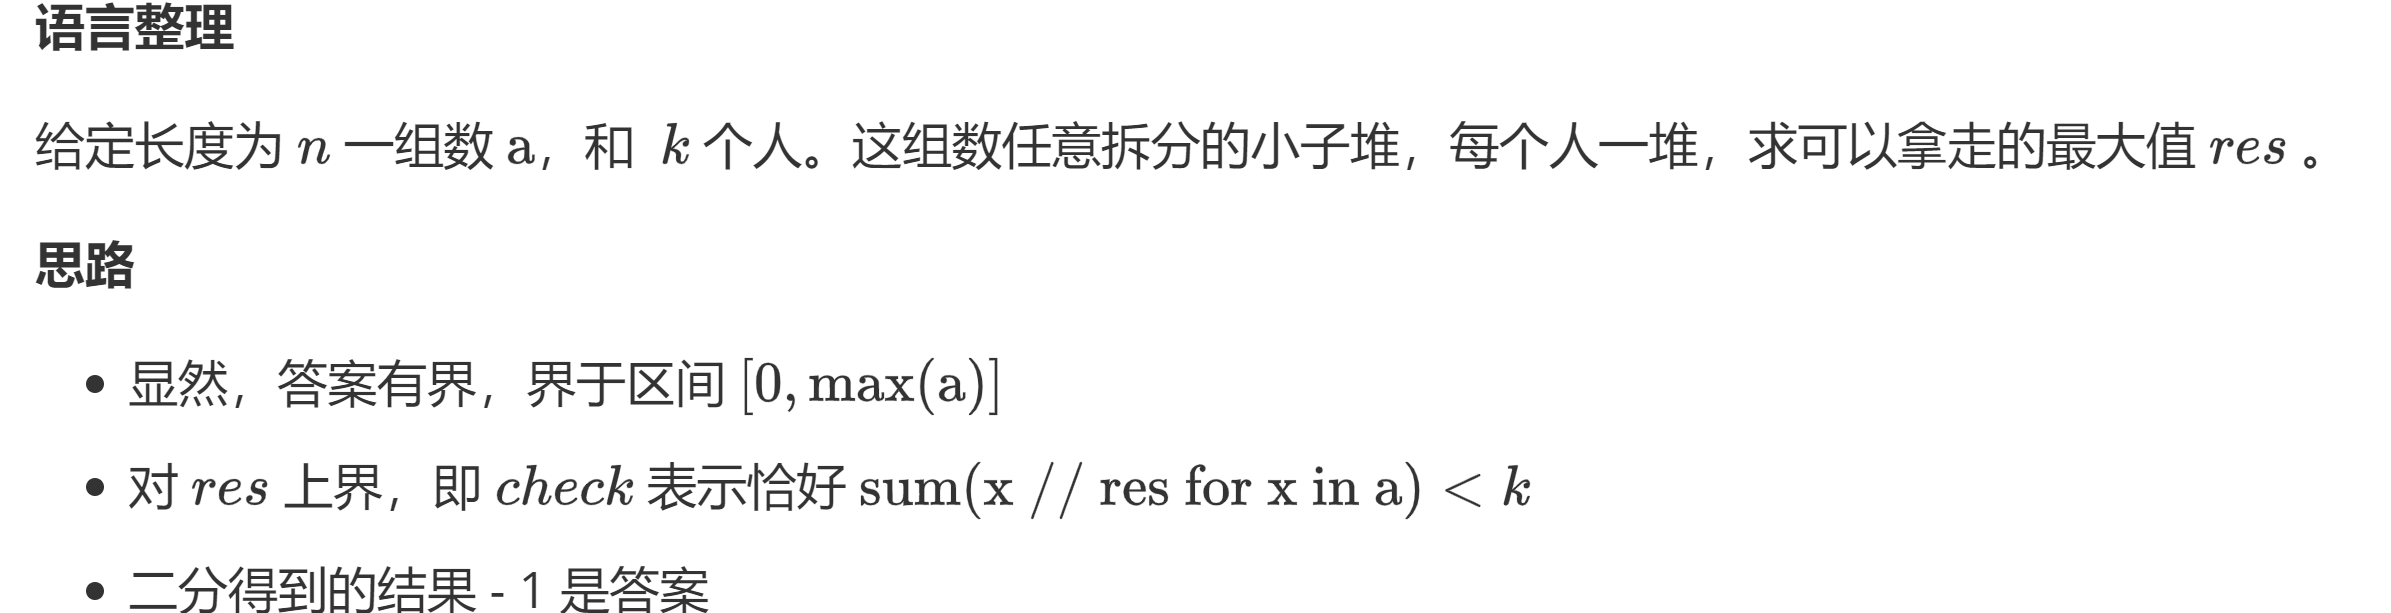 语言整理
给定长度为 n 一组数 a，和 k 个人。这组数任意拆分的小子堆，每个人一堆，求可以拿走的最大值 res 。
思路
• 显然，答案有界，界于区间 [0, max(a)]
• 对 res 上界，即 check 表示恰好 sum(x // res for x in a) < k
• 二分得到的结果 - 1 是答案